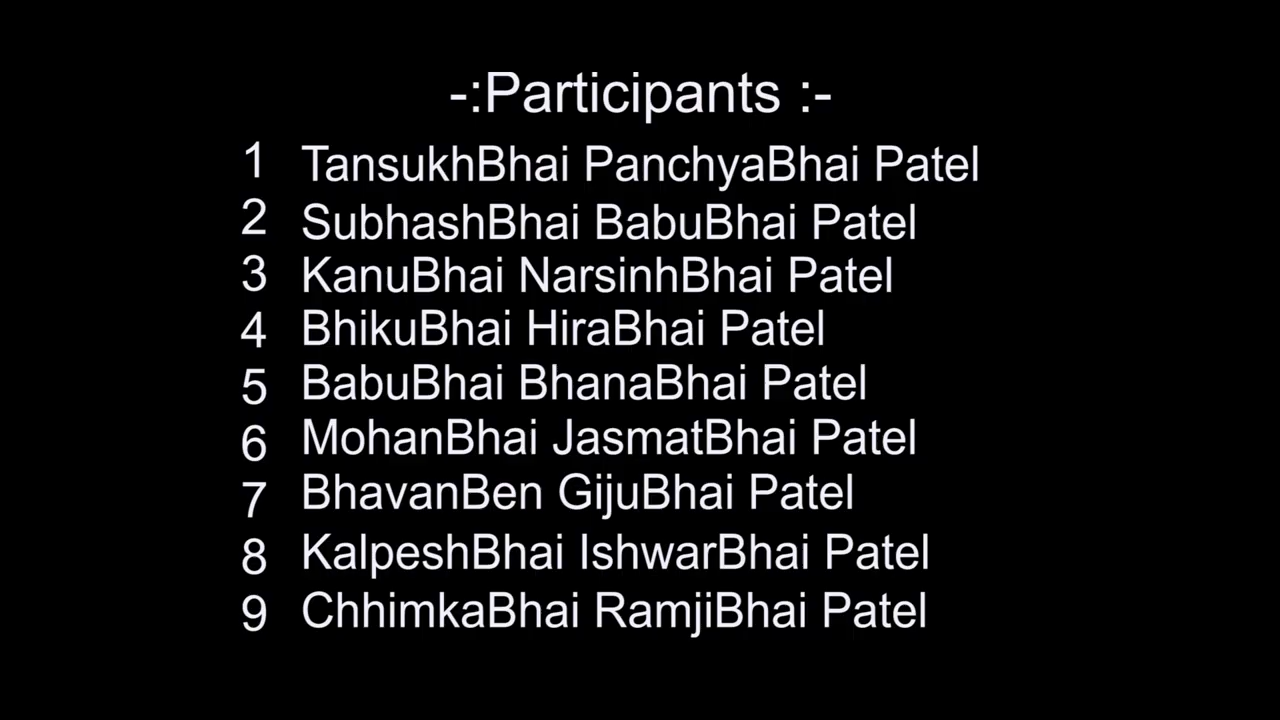 -:Participants :-
1 TansukhBhai PanchyaBhai Patel
2 SubhashBhai BabuBhai Patel
3 KanuBhai NarsinhBhai Patel
4 BhikuBhai HiraBhai Patel
5 BabuBhai BhanaBhai Patel
6 MohanBhai JasmatBhai Patel
7 BhavanBen GijuBhai Patel
8 KalpeshBhai IshwarBhai Patel
9 ChhimkaBhai RamjiBhai Patel